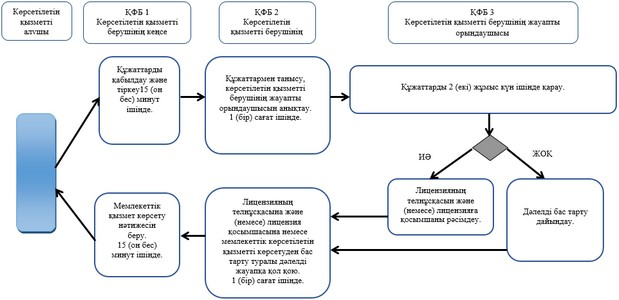 Көрсетілетін
қызметті
алушы
ҚФБ 1
Көрсетілетін қызметті
берушінің кеңсе
ҚФБ 2
Көрсетілетін
қызметті берушінің
ҚФБ 3
Көрсетілетін қызметті берушінің жауапты
орындаушысы
Құжаттарды
қабылдау және
тіркеу15 (он
бес) минут
ішінде.
Құжаттармен танысу,
көрсетілетін қызметті
берушінің жауапты
орындаушысын анықтау.
1 (бір) сағат ішінде.
Құжаттарды 2 (екі) жұмыс күн ішінде қарау.
ИӘ
ЖОҚ
Мемлекеттік
қызмет көрсету
нәтижесін
беру.
15 (он бес)
минут ішінде.
Лицензияның
телнұсқасына және
(немесе) лицензия
қосымшасына немесе
мемлекеттік көрсетілетін
қызметті көрсетуден бас
тарту туралы дәлелді
жауапқа қол қою.
1 (бір) сағат ішінде.
Лицензияның
телнұсқасын және
(немесе) лицензияға
қосымшаны рәсімдеу.
Дәлелді бас тарту
дайындау.